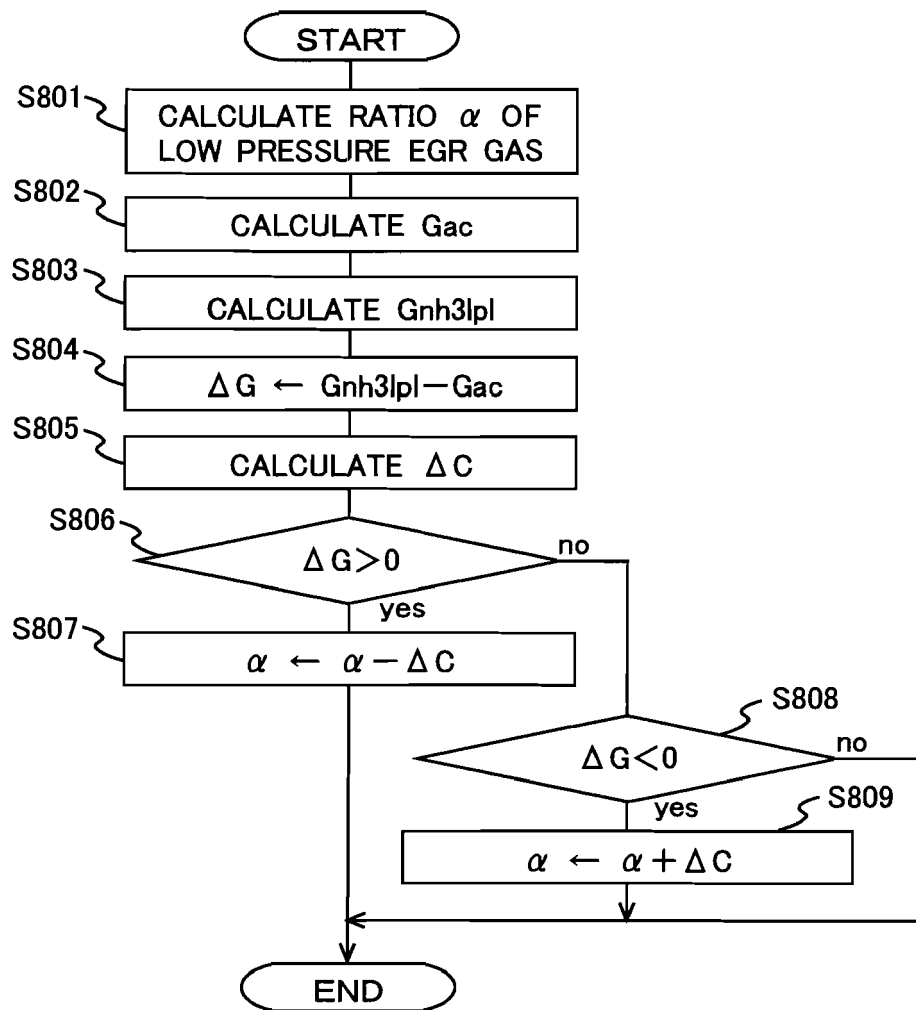 START
S801
CALCULATE RATIO α OF
LOW PRESSURE EGR GAS
S802
CALCULATE Gac
S803
CALCULATE Gnh3lpl
S804
ΔG ← Gnh3lpl－Gac
S805
CALCULATE ΔC
S806
ΔG＞0
no
yes
S807
α ← α－ΔC
S808
ΔG＜0
no
yes
S809
α ← α＋ΔC
END